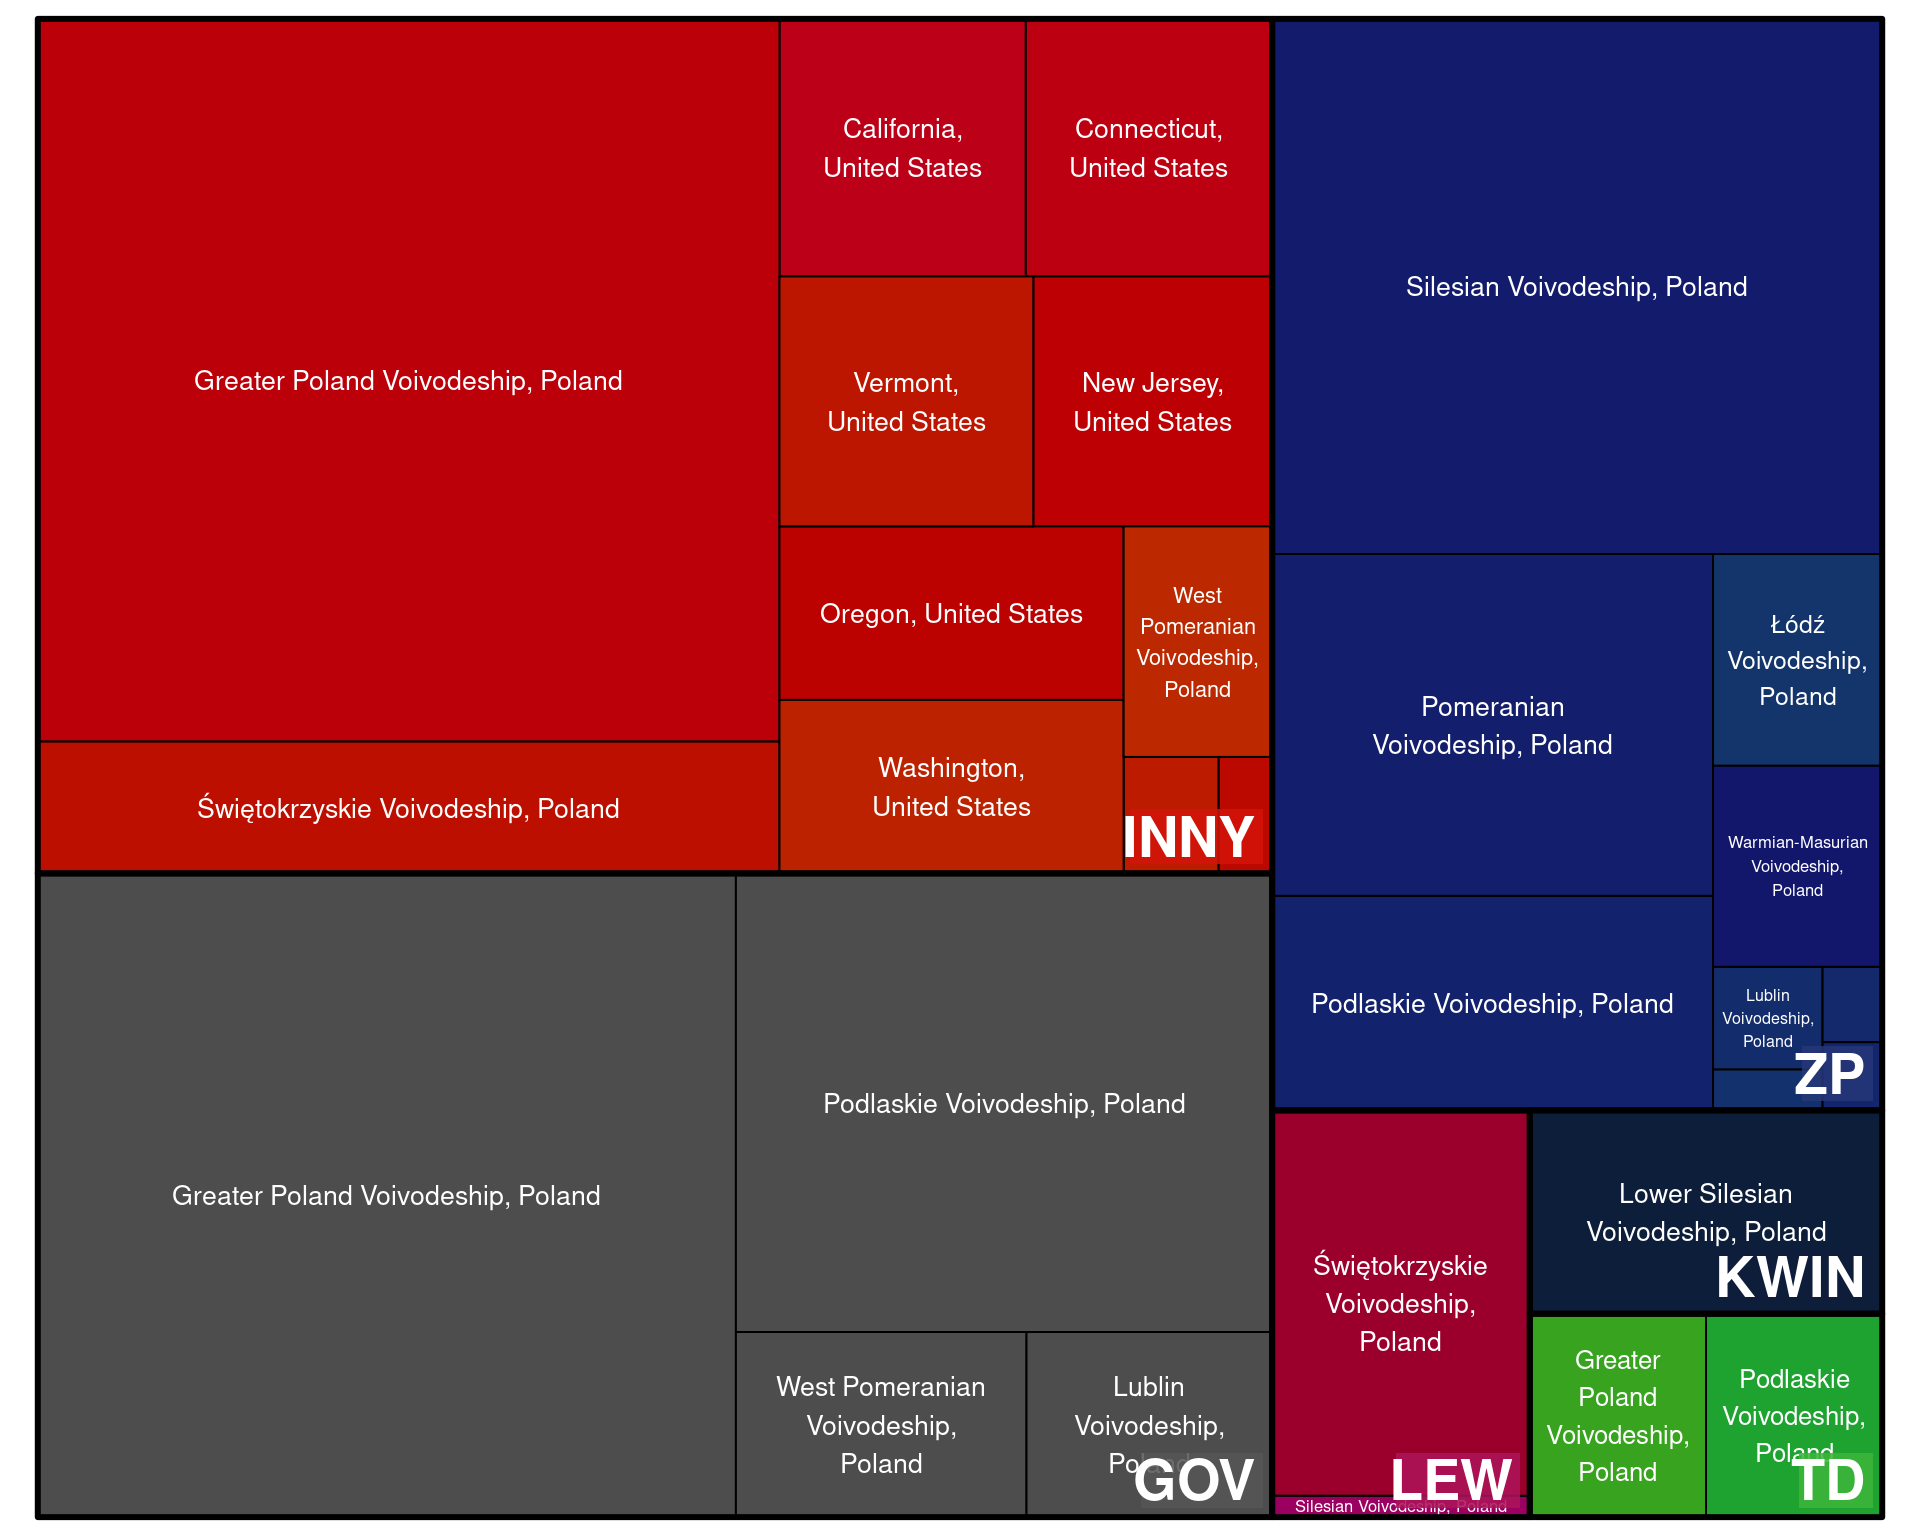 Greater Poland Voivodeship, Poland
Świętokrzyskie Voivodeship, Poland
California,
United States
Connecticut,
United States
Vermont,
United States
New Jersey,
United States
Oregon, United States
West
Pomeranian
Voivodeship,
Poland
Washington,
United States
INNY
Greater Poland Voivodeship, Poland
Podlaskie Voivodeship, Poland
West Pomeranian
Voivodeship,
Poland
Lublin
Voivodeship,
Poland
GOV
Silesian Voivodeship, Poland
Pomeranian
Voivodeship, Poland
Łódź
Voivodeship,
Poland
Warmian-Masurian
Voivodeship,
Poland
Podlaskie Voivodeship, Poland
Lublin
Voivodeship,
Poland
ZP
Świętokrzyskie
Voivodeship,
Poland
LEW
Silesian Voivodeship, Poland
Lower Silesian
Voivodeship, Poland
KWIN
Greater
Poland
Voivodeship,
Poland
Podlaskie
Voivodeship,
Poland
TD